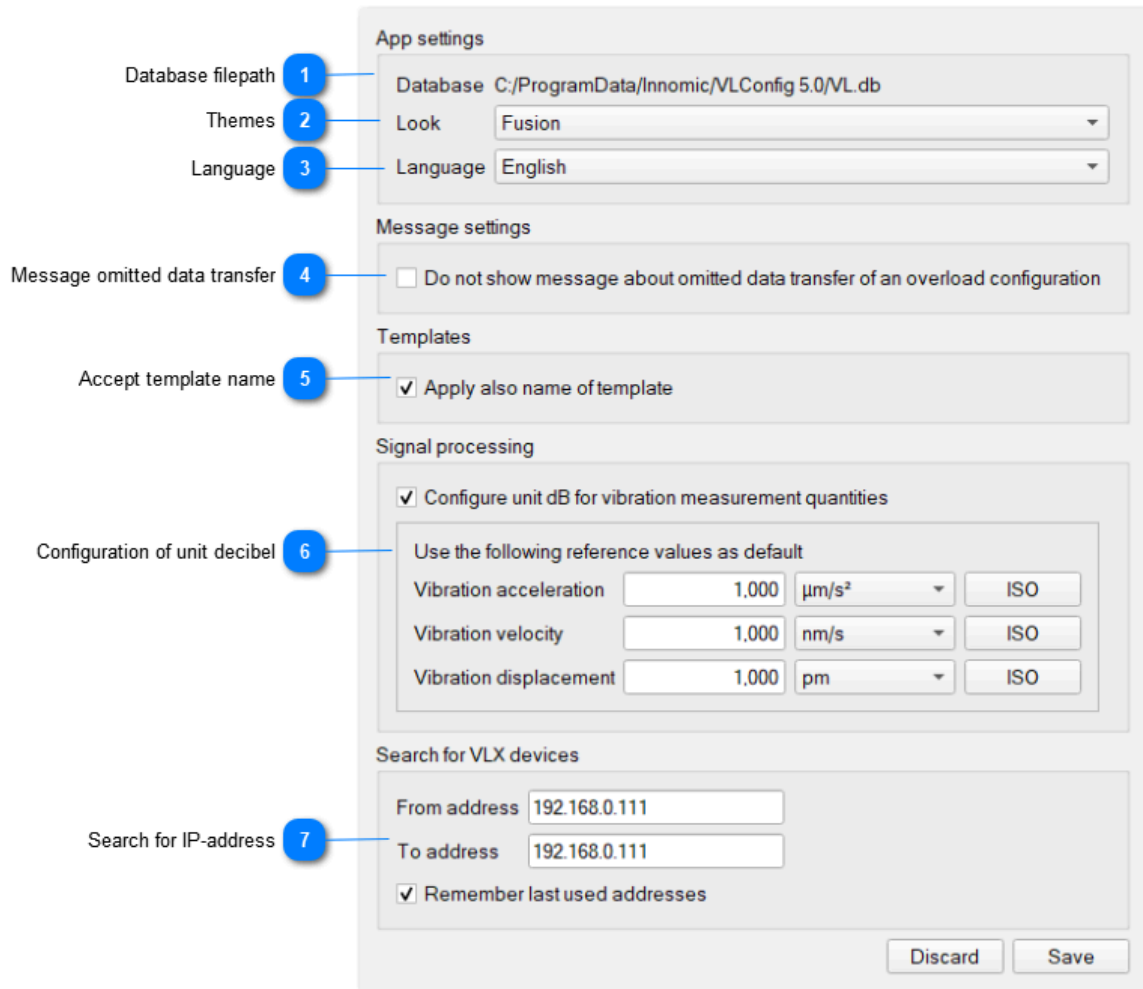 App settings
Database filepath 1 Database C:/ProgramData/Innomic/VLConfig 5.0/VL.db
Themes 2 Look Fusion
Language 3 Language English
Message settings
Message omitted data transfer 4 Do not show message about omitted data transfer of an overload configuration
Templates
Accept template name 5 Apply also name of template
Signal processing
Configure unit dB for vibration measurement quantities
Configuration of unit decibel 6 Use the following reference values as default
Vibration acceleration 1,000 µm/s² ISO
Vibration velocity 1,000 nm/s ISO
Vibration displacement 1,000 pm ISO
Search for VLX devices
From address 192.168.0.111
Search for IP-address 7 To address 192.168.0.111
Remember last used addresses
Discard Save